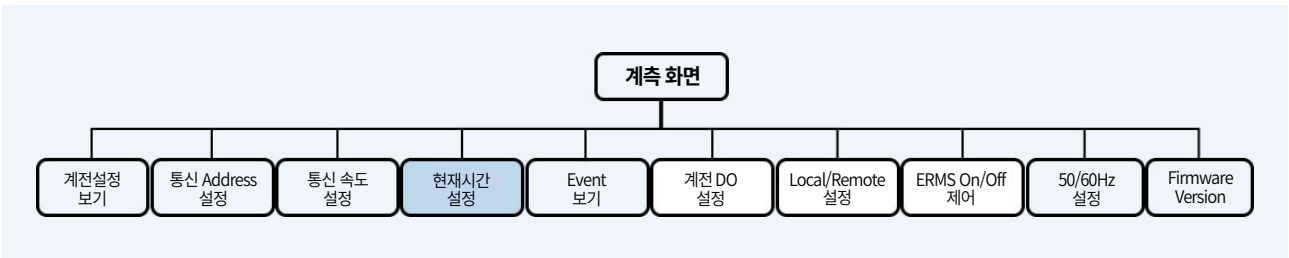 계측 화면
계전설정
보기
통신 Address
설정
통신 속도
설정
현재시간
설정
Event
보기
계전 DO
설정
Local/Remote
설정
ERMS On/Off
제어
50/60Hz
설정
Firmware
Version